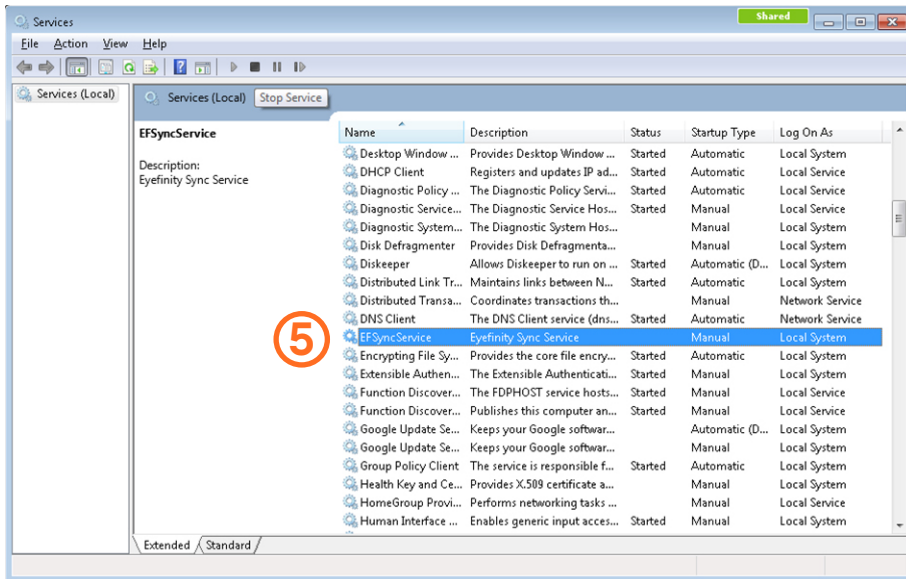 Services
Shared
File Action View Help
Services (Local)
Services (Local) Stop Service
EFSyncService
Description:
Eyefinity Sync Service
Name Description Status Startup Type Log On As
Desktop Window ... Provides Desktop Window ... Started Automatic Local System
DHCP Client Registers and updates IP ad... Started Automatic Local Service
Diagnostic Policy ... The Diagnostic Policy Servi... Started Automatic Local Service
Diagnostic Service... The Diagnostic Service Hos... Started Manual Local Service
Diagnostic System... The Diagnostic System Hos... Manual Local System
Disk Defragmenter Provides Disk Defragmenta... Manual Local System
Diskeeper Allows Diskeeper to run on ... Started Automatic (D... Local System
Distributed Link Tr... Maintains links between N... Started Automatic Local System
Distributed Transa... Coordinates transactions th... Manual Network Service
DNS Client The DNS Client service (dns... Started Automatic Network Service
5 EFSyncService Eyefinity Sync Service Manual Local System
Encrypting File Sy... Provides the core file encry... Started Automatic Local System
Extensible Authen... The Extensible Authenticati... Started Manual Local System
Function Discover... The FDPHOST service hosts... Started Manual Local Service
Function Discover... Publishes this computer an... Started Manual Local Service
Google Update Se... Keeps your Google softwar... Automatic (D... Local System
Google Update Se... Keeps your Google softwar... Manual Local System
Group Policy Client The service is responsible f... Started Automatic Local System
Health Key and Ce... Provides X.509 certificate a... Manual Local System
HomeGroup Provi... Performs networking tasks ... Manual Local Service
Human Interface ... Enables generic input acces... Started Manual Local System
Extended Standard